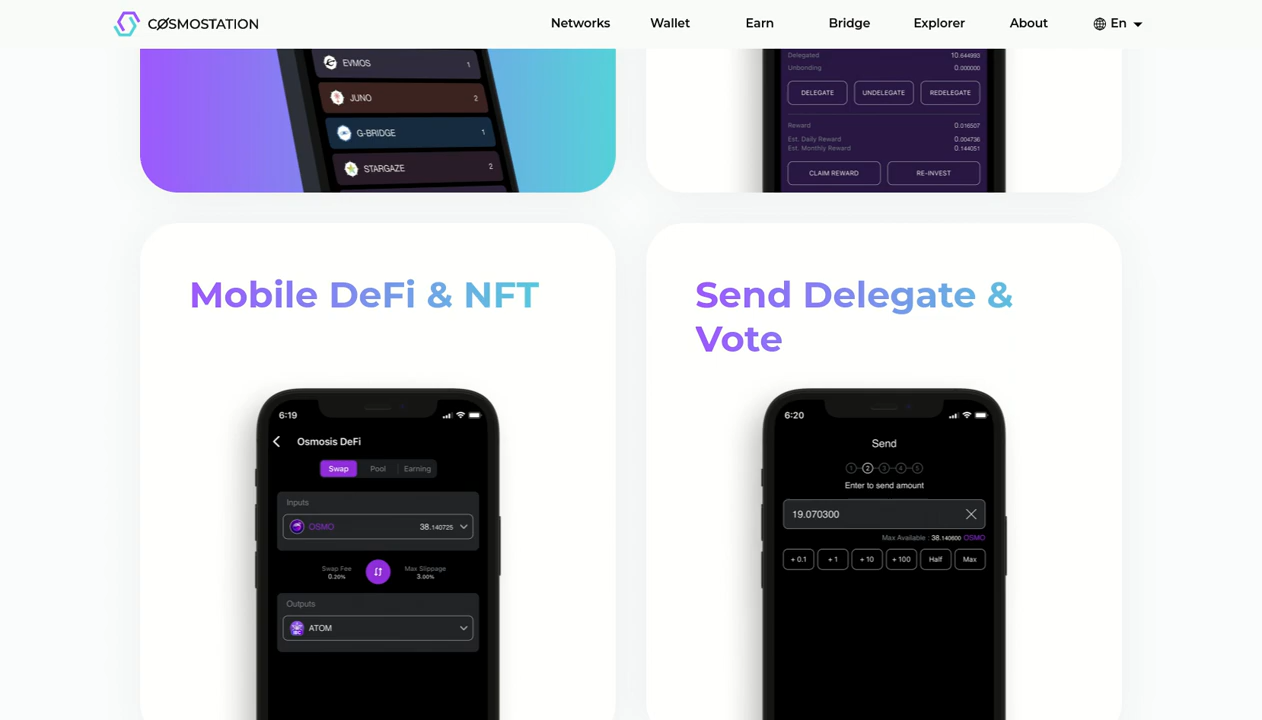 CØSMOSTATION
Networks
Wallet
Earn
Bridge
Explorer
About
En
EVMOS 1
JUNO 2
G-BRIDGE 1
STARGAZE 2
Delegated 10.644993
Unbonding 0.000000
DELEGATE UNDELEGATE REDELEGATE
Reward 0.016507
Est. Daily Reward 0.004736
Est. Monthly Reward 0.144051
CLAIM REWARD RE-INVEST
Mobile DeFi & NFT
6:19
Osmosis DeFi
Swap Pool Earning
Inputs
OSMO 38.140725
Swap Fee Max Slippage
0.20% 3.00%
Outputs
ATOM
Send Delegate &
Vote
6:20
Send
1 2 3 4 5
Enter to send amount
19.070300
Max Available : 38.140600 OSMO
+ 0.1 + 1 + 10 + 100 Half Max